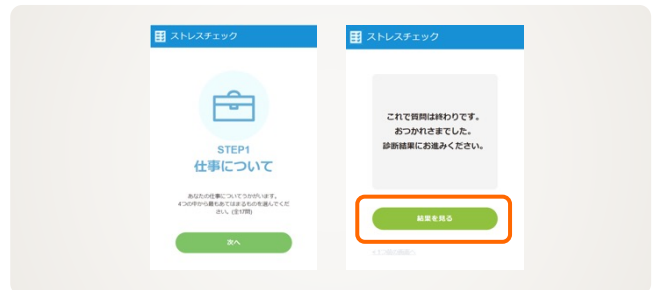 ストレスチェック
STEP1
仕事について
あなたの仕事についてうかがいます。
4つの中から最もあてはまるものを選んでくだ
さい。(全17問)
次へ
ストレスチェック
これで質問は終わりです。
おつかれさまでした。
診断結果にお進みください。
結果を見る